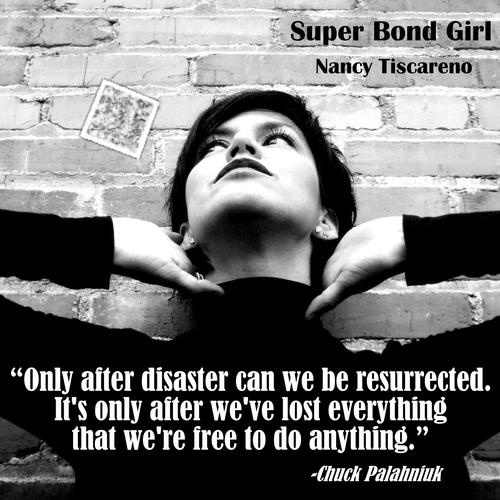 Super Bond Girl
Nancy Tiscareno
“Only after disaster can we be resurrected.
It's only after we've lost everything
that we're free to do anything.”
-Chuck Palahniuk